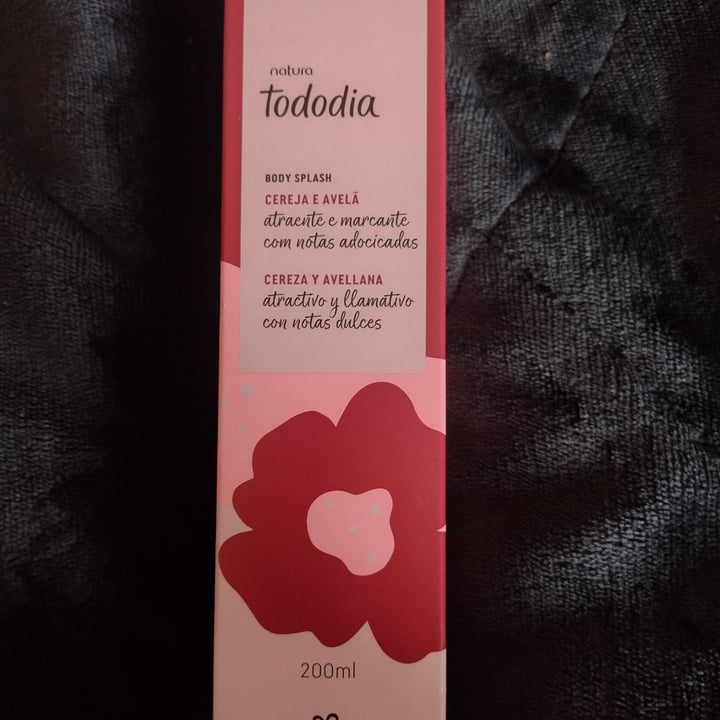 natura
Tododia
BODY SPLASH
CEREJA E AVELÃ
atraente e marcante
com notas adocicadas
CEREZA Y AVELLANA
atractivo y llamativo
con notas dulces
200ml